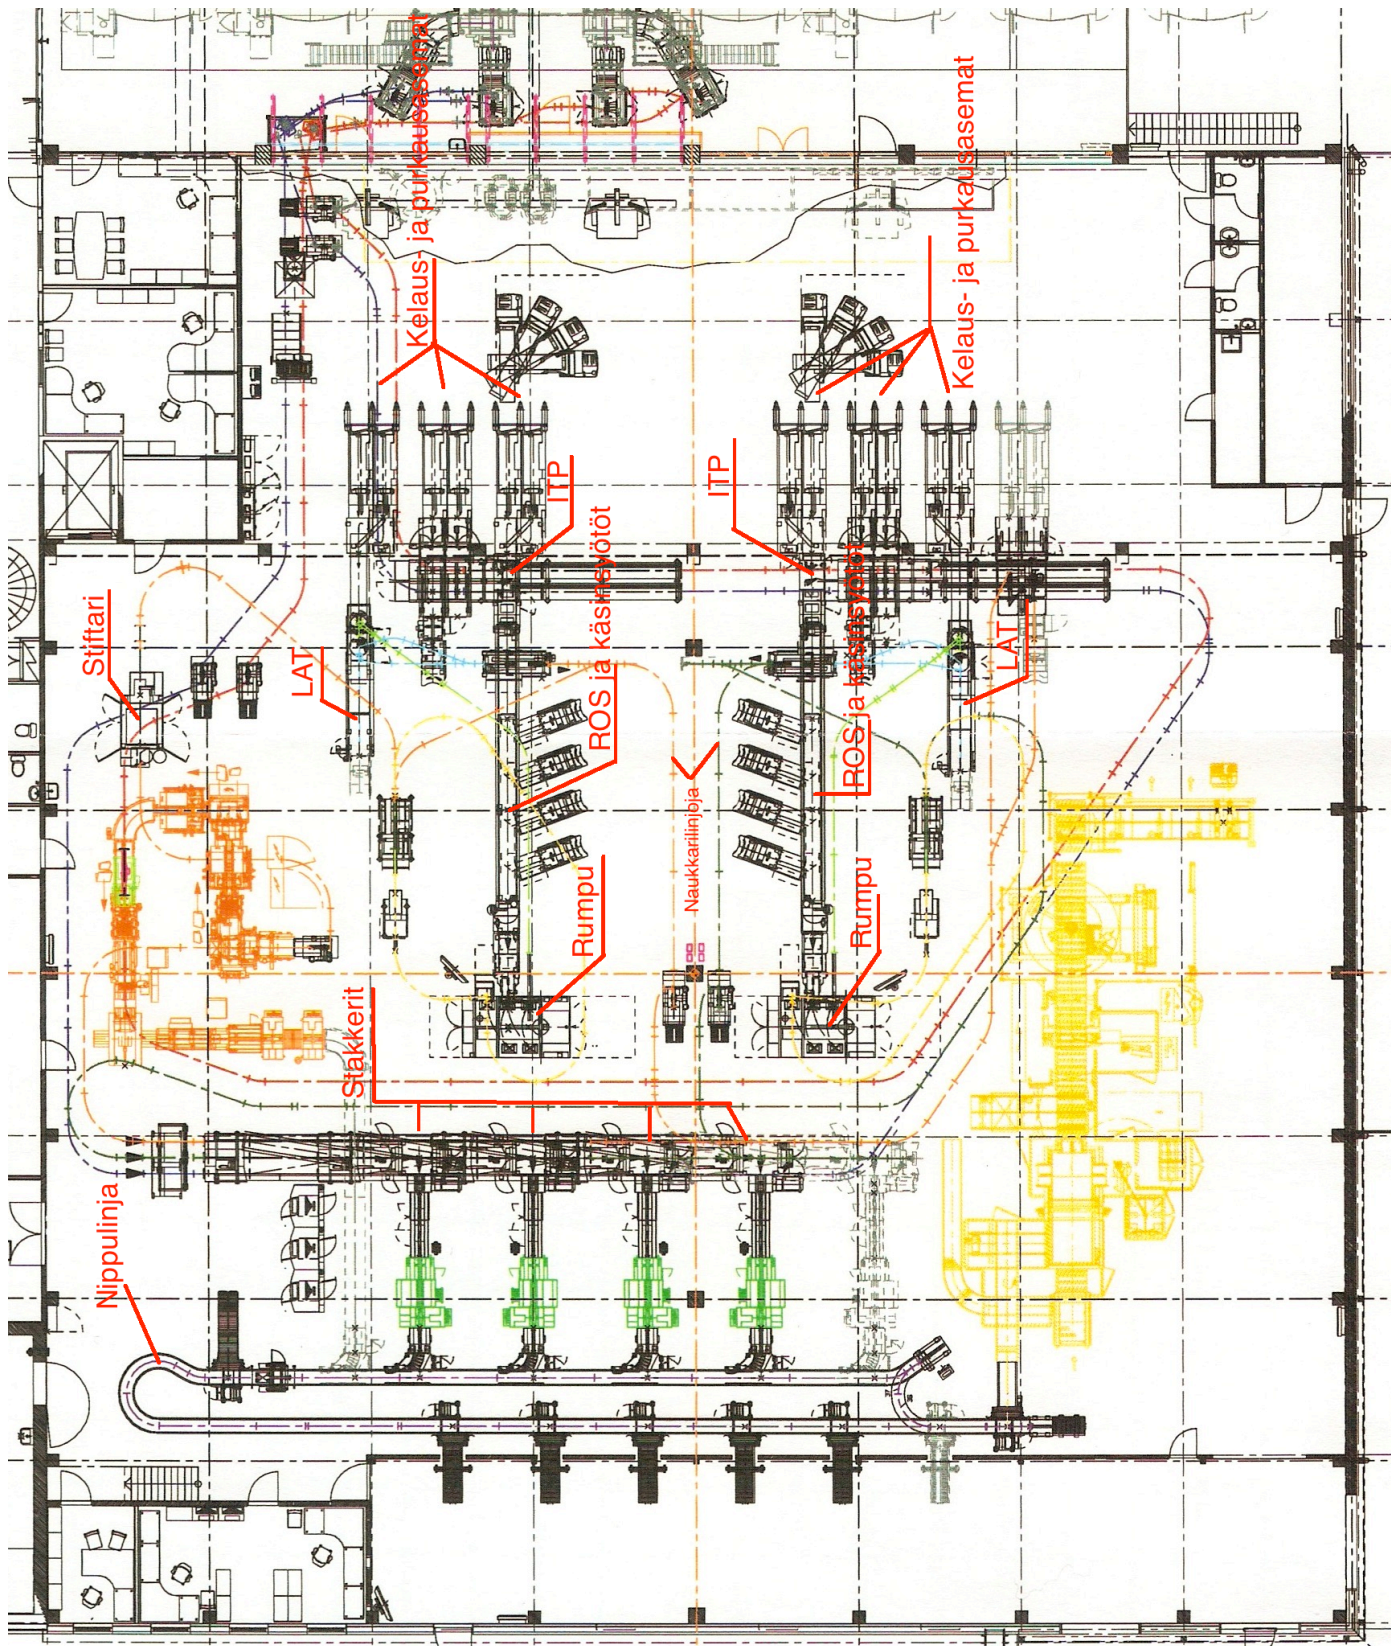 Kelaus- ja purkausasemat
Kelaus- ja purkausasemat
ITP
ITP
Stiftari
LAT
ROS ja käsinsyötöt
ROS ja käsinsyötöt
LAT
Naukkarilinjoja
Rumpu
Rumpu
Stakkerit
Nippulinja